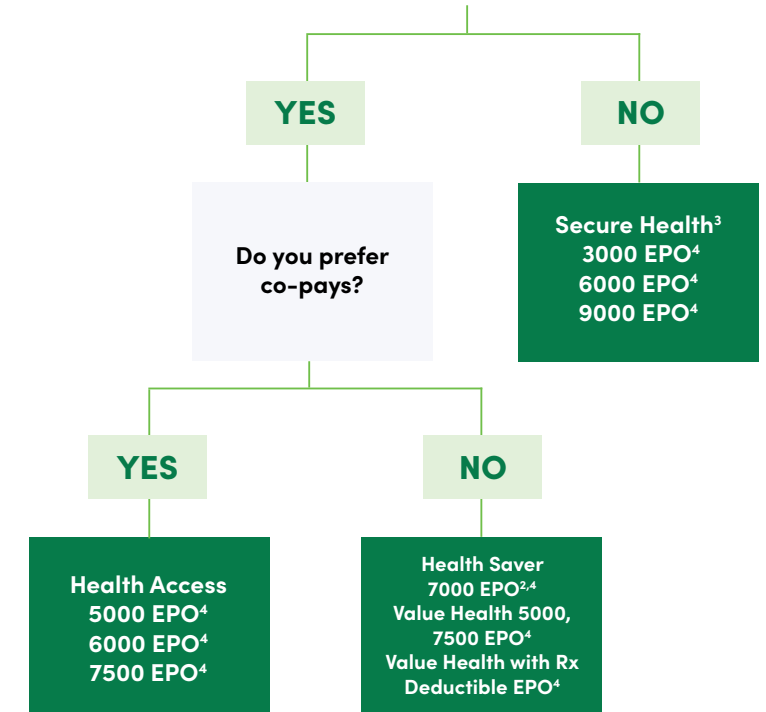 YES
NO
Do you prefer
co-pays?
Secure Health³
3000 EPO⁴
6000 EPO⁴
9000 EPO⁴
YES
NO
Health Access
5000 EPO⁴
6000 EPO⁴
7500 EPO⁴
Health Saver
7000 EPO²,⁴
Value Health 5000,
7500 EPO⁴
Value Health with Rx
Deductible EPO⁴